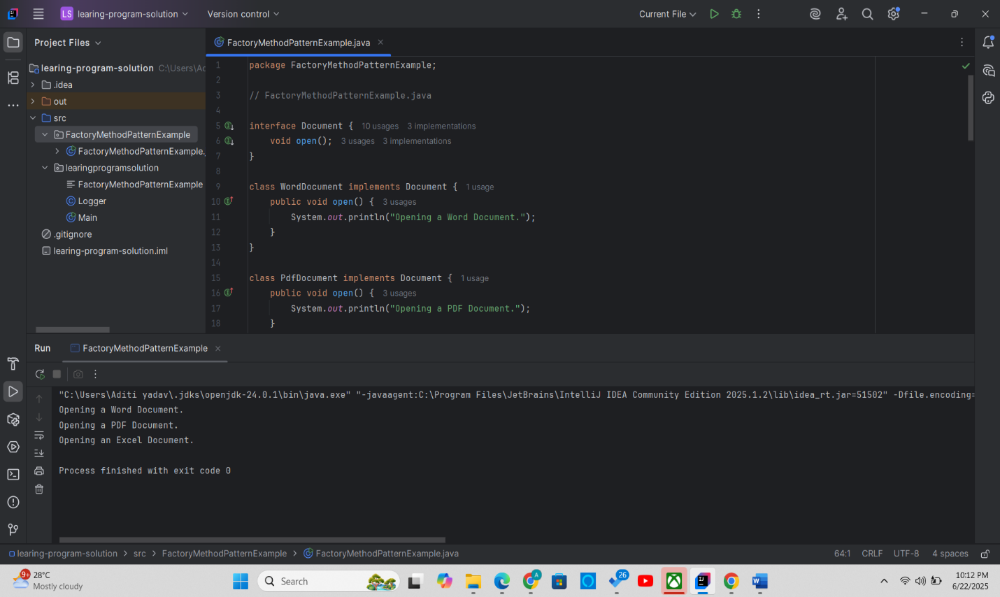 LS learing-program-solution Version control Current File
Project Files
FactoryMethodPatternExample.java
learing-program-solution C:\Users\Ac
.idea
out
src
FactoryMethodPatternExample
FactoryMethodPatternExample.
learingprogramsolution
FactoryMethodPatternExample
Logger
Main
.gitignore
learing-program-solution.iml
1 package FactoryMethodPatternExample;
2
3 // FactoryMethodPatternExample.java
4
5 interface Document { 10 usages 3 implementations
6 void open(); 3 usages 3 implementations
7 }
8
9 class WordDocument implements Document { 1 usage
10 public void open() { 3 usages
11 System.out.println("Opening a Word Document.");
12 }
13 }
14
15 class PdfDocument implements Document { 1 usage
16 public void open() { 3 usages
17 System.out.println("Opening a PDF Document.");
18 }
Run FactoryMethodPatternExample
"C:\Users\Aditi yadav\.jdks\openjdk-24.0.1\bin\java.exe" "-javaagent:C:\Program Files\JetBrains\IntelliJ IDEA Community Edition 2025.1.2\lib\idea_rt.jar=51502" -Dfile.encoding=
Opening a Word Document.
Opening a PDF Document.
Opening an Excel Document.
Process finished with exit code 0
learing-program-solution > src > FactoryMethodPatternExample > FactoryMethodPatternExample.java 64:1 CRLF UTF-8 4 spaces
9+ 28°C
Mostly cloudy
Search
A
26
10:12 PM
6/22/2025